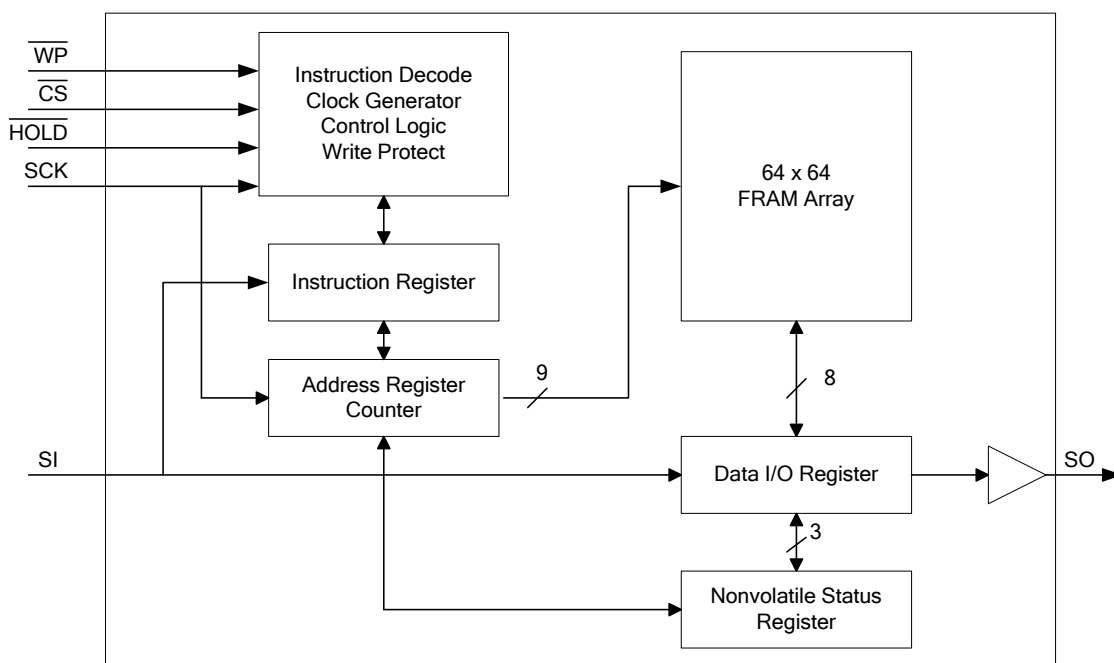 WP
CS
HOLD
SCK
Instruction Decode
Clock Generator
Control Logic
Write Protect
64 x 64
FRAM Array
Instruction Register
Address Register
Counter
9
8
SI
Data I/O Register
SO
3
Nonvolatile Status
Register